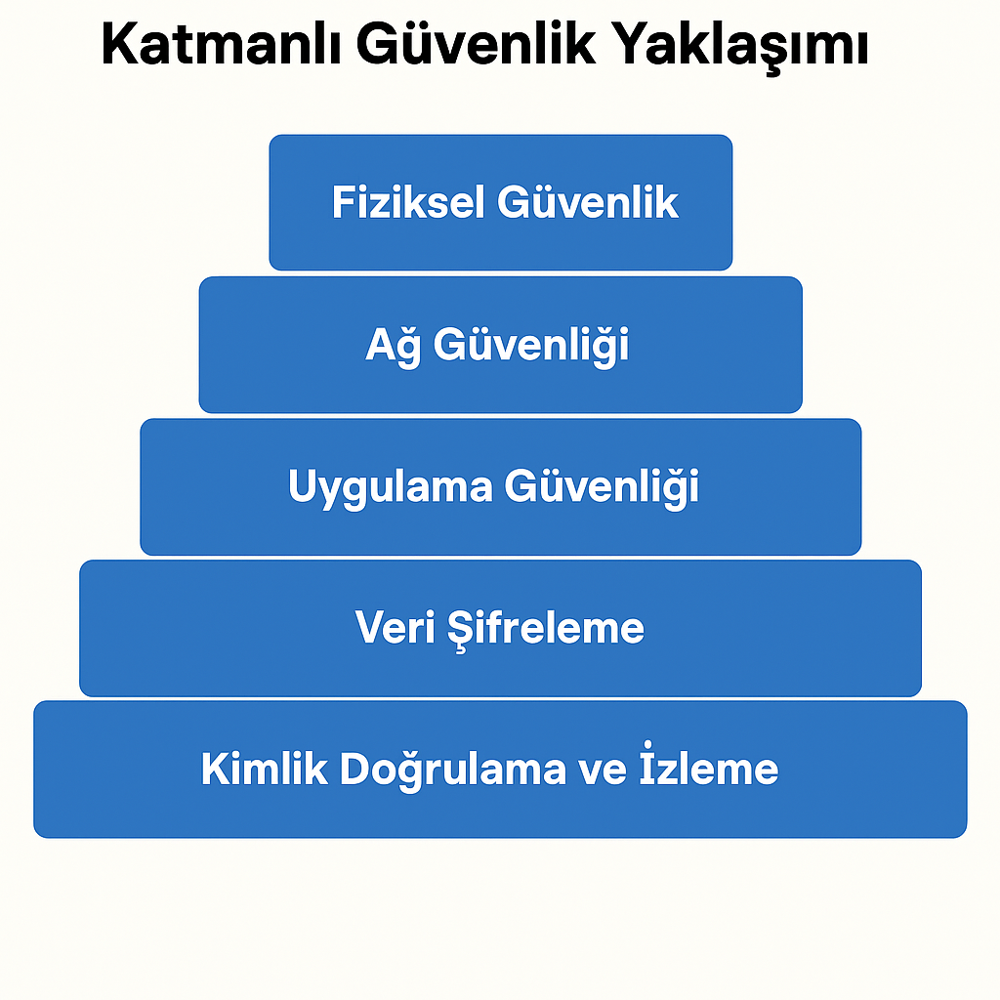 Katmanlı Güvenlik Yaklaşımı
Fiziksel Güvenlik
Ağ Güvenliği
Uygulama Güvenliği
Veri Şifreleme
Kimlik Doğrulama ve İzleme